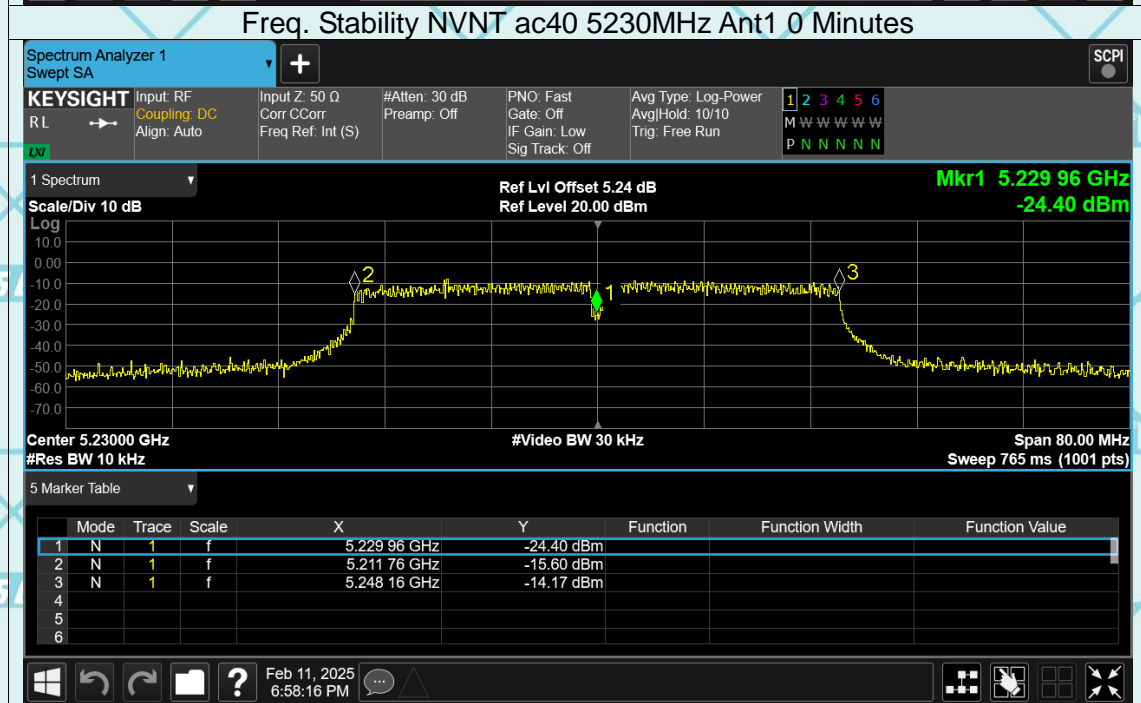 Freq. Stability NVNT ac40 5230MHz Ant1 0 Minutes
Spectrum Analyzer 1
Swept SA
+
SCPI
KEYSIGHT
RL
LXI
Input: RF
Coupling: DC
Align: Auto
Input Z: 50 Ω
Corr CCorr
Freq Ref: Int (S)
#Atten: 30 dB
Preamp: Off
PNO: Fast
Gate: Off
IF Gain: Low
Sig Track: Off
Avg Type: Log-Power
Avg|Hold: 10/10
Trig: Free Run
1 2 3 4 5 6
M W W W W W
P N N N N N
1 Spectrum
Scale/Div 10 dB
Ref Lvl Offset 5.24 dB
Ref Level 20.00 dBm
Mkr1 5.229 96 GHz
-24.40 dBm
Log
10.0
0.00
-10.0
-20.0
-30.0
-40.0
-50.0
-60.0
-70.0
2
1
3
Center 5.23000 GHz
#Video BW 30 kHz
Span 80.00 MHz
#Res BW 10 kHz
Sweep 765 ms (1001 pts)
5 Marker Table
Mode Trace Scale X Y Function Function Width Function Value
1 N 1 f 5.229 96 GHz -24.40 dBm
2 N 1 f 5.211 76 GHz -15.60 dBm
3 N 1 f 5.248 16 GHz -14.17 dBm
4
5
6
?
Feb 11, 2025
6:58:16 PM